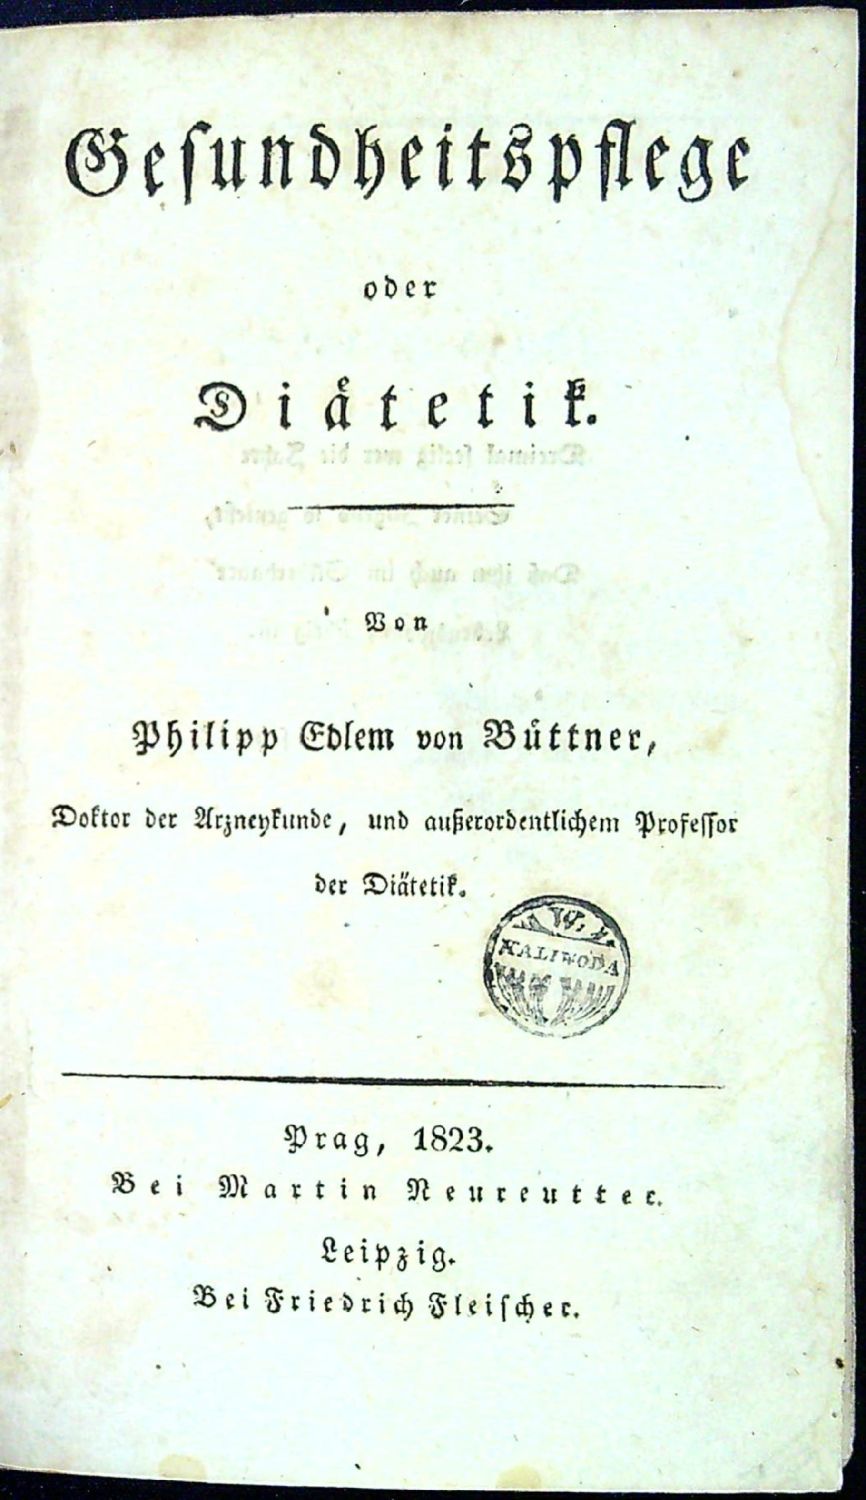 Gesundheitspflege
oder
Diåtetik.
Von
Philipp Edlem von Büttner,
Doktor der Arzneykunde, und außerordentlichem Professor
der Diätetik.
W.
KALIWODA
Prag, 1823.
Bei Martin Neureutter.
Leipzig.
Bei Friedrich Fleischer.